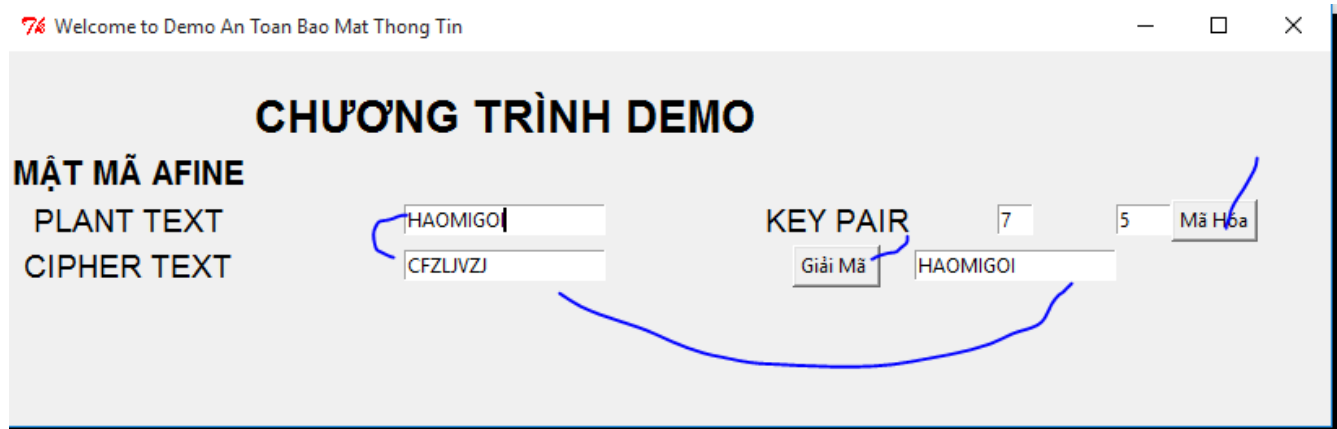 Welcome to Demo An Toan Bao Mat Thong Tin
CHƯƠNG TRÌNH DEMO
MẬT MÃ AFINE
PLANT TEXT HAOMIGOI KEY PAIR 7 5 Mã Hóa
CIPHER TEXT CFZLJVZJ Giải Mã HAOMIGOI